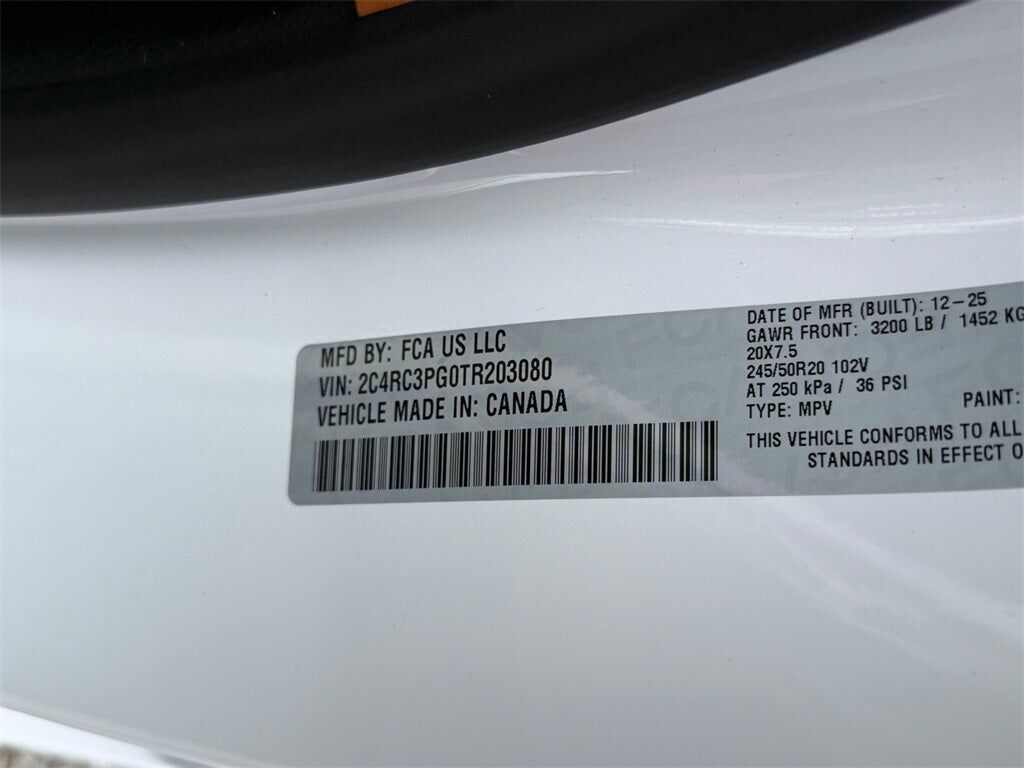 MFD BY: FCA US LLC
VIN: 2C4RC3PG0TR203080
VEHICLE MADE IN: CANADA
DATE OF MFR (BUILT): 12-25
GAWR FRONT: 3200 LB / 1452 KG
20X7.5
245/50R20 102V
AT 250 kPa / 36 PSI
TYPE: MPV PAINT:
THIS VEHICLE CONFORMS TO ALL
STANDARDS IN EFFECT O